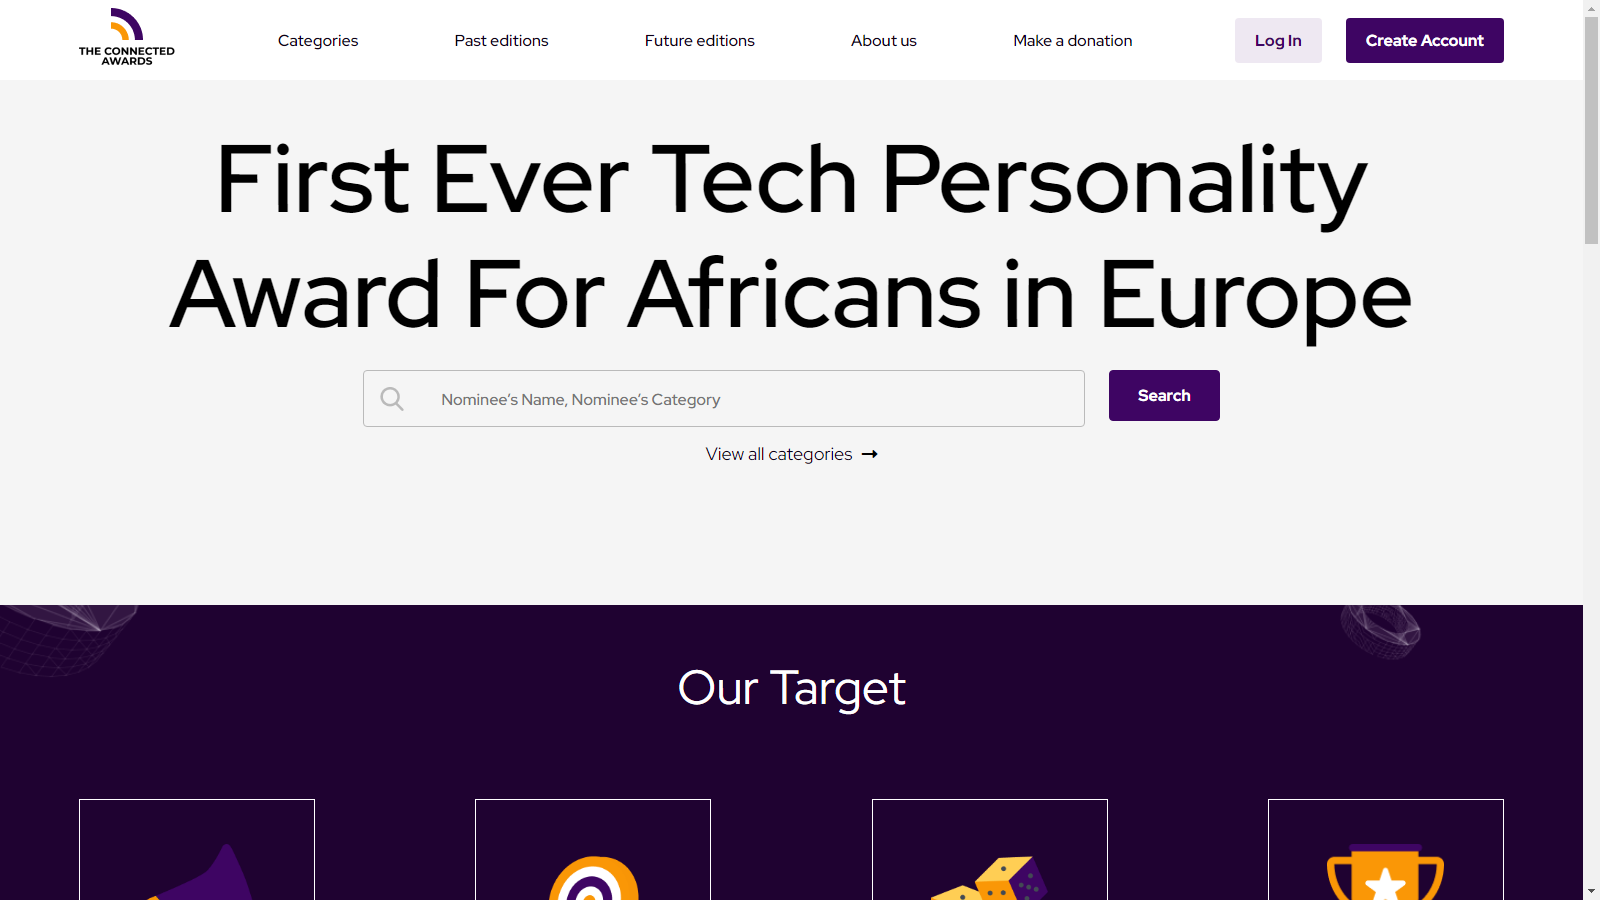 THE CONNECTED
AWARDS
Categories
Past editions
Future editions
About us
Make a donation
Log In
Create Account
First Ever Tech Personality
Award For Africans in Europe
Nominee’s Name, Nominee’s Category
Search
View all categories →
Our Target